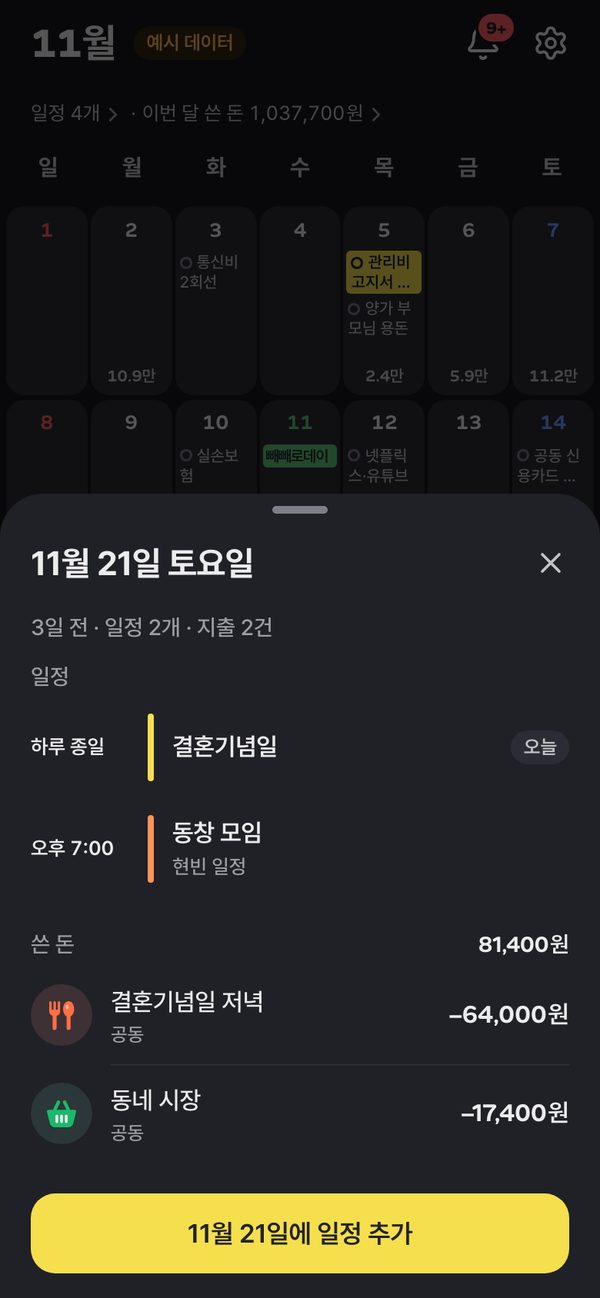 11월 예시 데이터 9+
일정 4개 > · 이번 달 쓴 돈 1,037,700원 >
일 월 화 수 목 금 토
1 2 3 4 5 6 7
통신비
2회선
관리비
고지서 ...
양가 부
모님 용돈
10.9만 2.4만 5.9만 11.2만
8 9 10 11 12 13 14
실손보
험
빼빼로데이
넷플릭
스·유튜브
공동 신
용카드 ...
11월 21일 토요일
3일 전 · 일정 2개 · 지출 2건
일정
하루 종일 결혼기념일 오늘
오후 7:00 동창 모임
현빈 일정
쓴 돈 81,400원
결혼기념일 저녁 –64,000원
공동
동네 시장 –17,400원
공동
11월 21일에 일정 추가